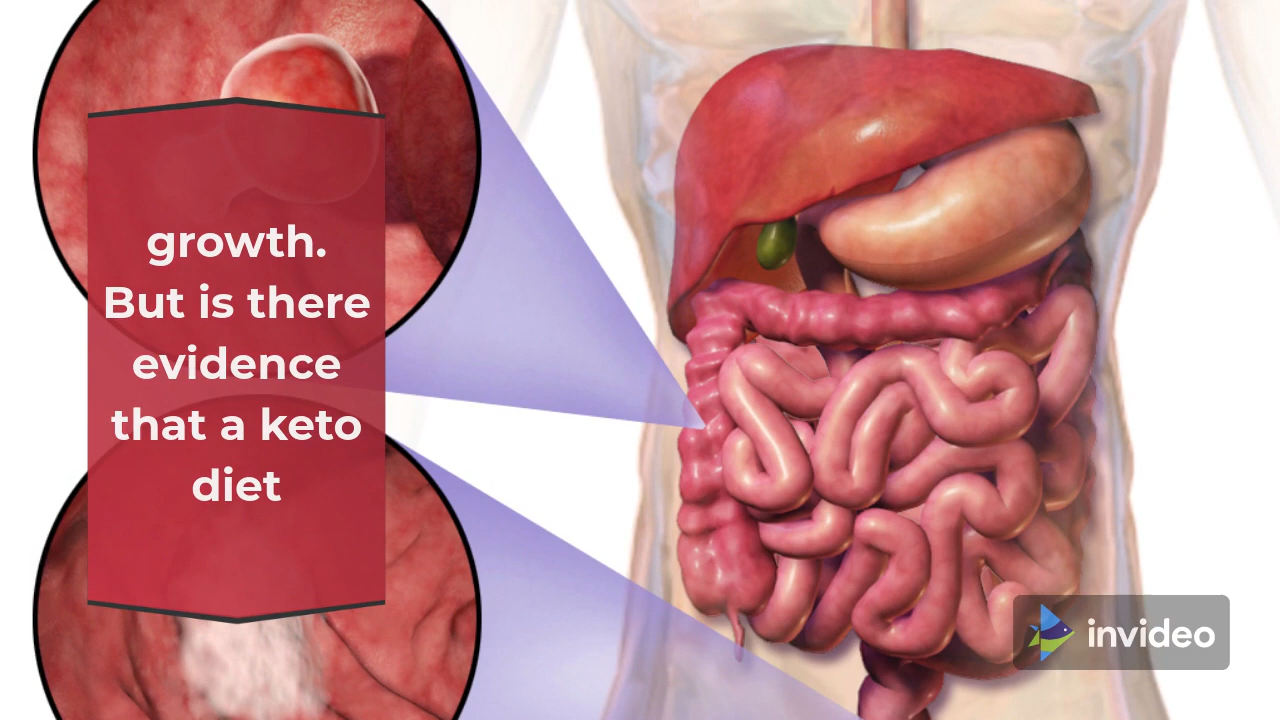 growth.
But is there
evidence
that a keto
diet
invideo